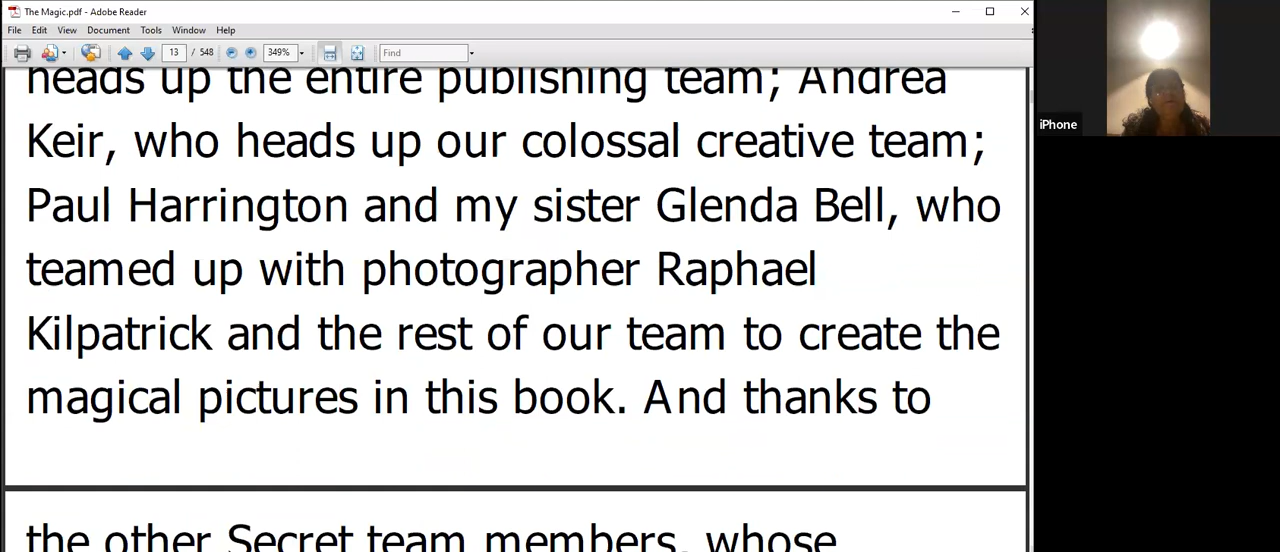 The Magic.pdf - Adobe Reader
File Edit View Document Tools Window Help
13 / 548 349% Find
heads up the entire publishing team; Andrea
Keir, who heads up our colossal creative team;
Paul Harrington and my sister Glenda Bell, who
teamed up with photographer Raphael
Kilpatrick and the rest of our team to create the
magical pictures in this book. And thanks to
the other Secret team members, whose
iPhone